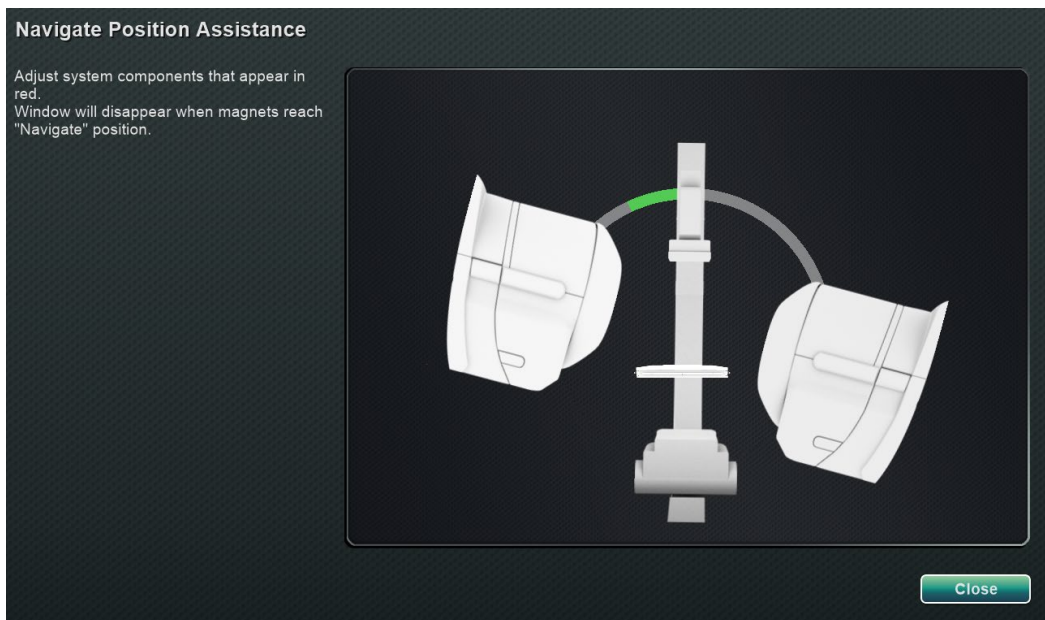 Navigate Position Assistance
Adjust system components that appear in
red.
Window will disappear when magnets reach
"Navigate" position.
Close